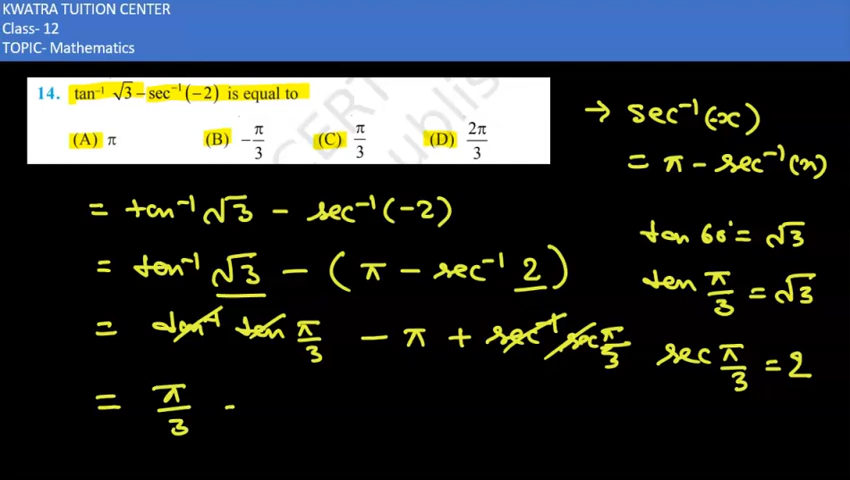 KWATRA TUITION CENTER
Class- 12
TOPIC- Mathematics
14. tan⁻¹ √3 – sec⁻¹(–2) is equal to
(A) π (B) –π/3 (C) π/3 (D) 2π/3
= tan⁻¹ √3 – sec⁻¹(–2)
= tan⁻¹ √3 – (π – sec⁻¹ 2)
= tan⁻¹ tan π/3 – π + sec⁻¹ sec π/3
= π/3 –
→ sec⁻¹(-x)
= π – sec⁻¹(x)
tan 60° = √3
tan π/3 = √3
sec π/3 = 2